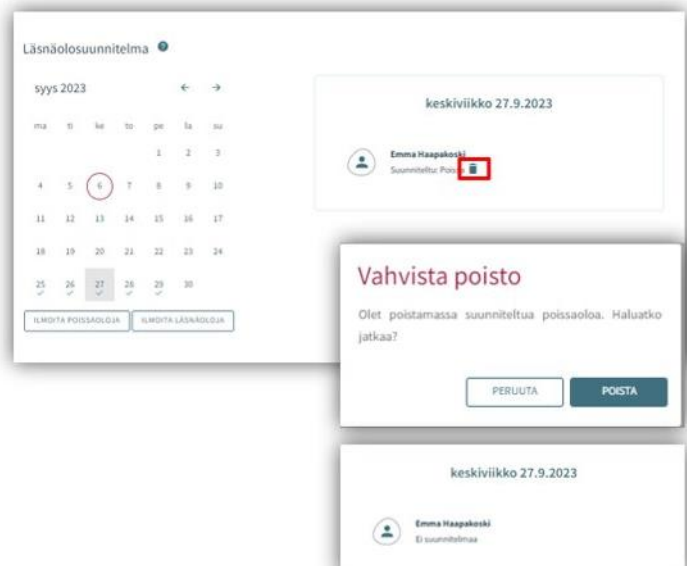 Läsnäolosuunnitelma ?
syys 2023 ← →
ma ti ke to pe la su
1 2 3
4 5 6 7 8 9 10
11 12 13 14 15 16 17
18 19 20 21 22 23 24
25 26 27 28 29 30
ILMOITA POISSAOLOJA ILMOITA LÄSNÄOLOJA
keskiviikko 27.9.2023
Emma Haapakoski
Suunniteltu: Poissa
Vahvista poisto
Olet poistamassa suunniteltua poissaoloa. Haluatko
jatkaa?
PERUUTA POISTA
keskiviikko 27.9.2023
Emma Haapakoski
Ei suunnitelmaa